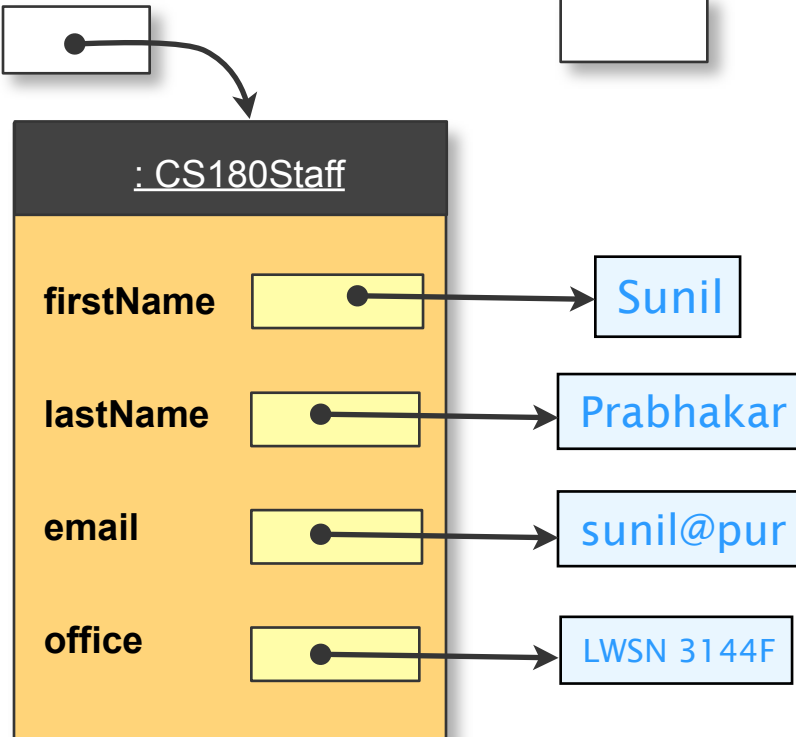 : CS180Staff
firstName
Sunil
lastName
Prabhakar
email
sunil@pur
office
LWSN 3144F